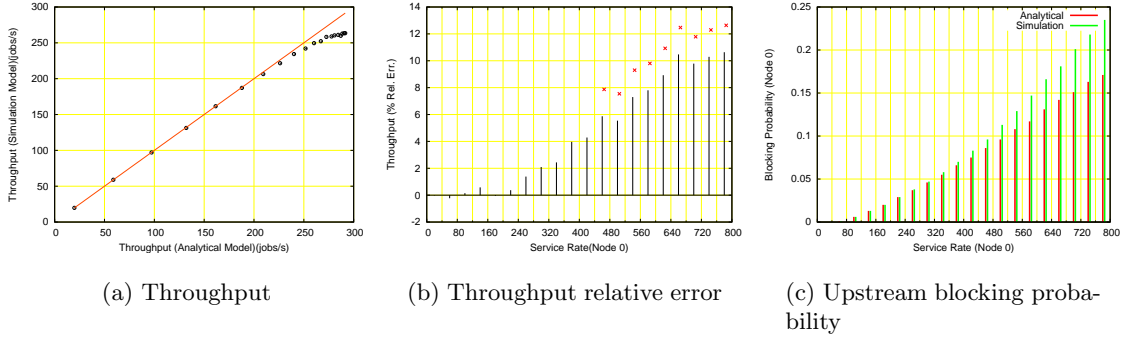 Throughput (Simulation Model)(jobs/s)
300
250
200
150
100
50
0
0 50 100 150 200 250 300
Throughput (Analytical Model)(jobs/s)
(a) Throughput
Throughput (% Rel. Err.)
14
12
10
8
6
4
2
0
-2
0 80 160 240 320 400 480 560 640 720 800
Service Rate(Node 0)
(b) Throughput relative error
Blocking Probability (Node 0)
0.25
0.2
0.15
0.1
0.05
0
Analytical
Simulation
0 80 160 240 320 400 480 560 640 720 800
Service Rate (Node 0)
(c) Upstream blocking proba-
bility